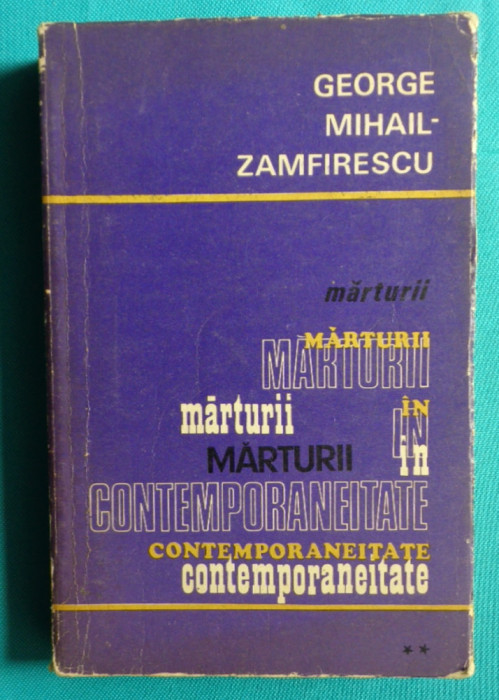 GEORGE
MIHAIL-
ZAMFIRESCU
mărturii
MĂRTURII
MĂRTURII
mărturii
ÎN
ÎN
MĂRTURII
în
CONTEMPORANEITATE
CONTEMPORANEITATE
contemporaneitate
**